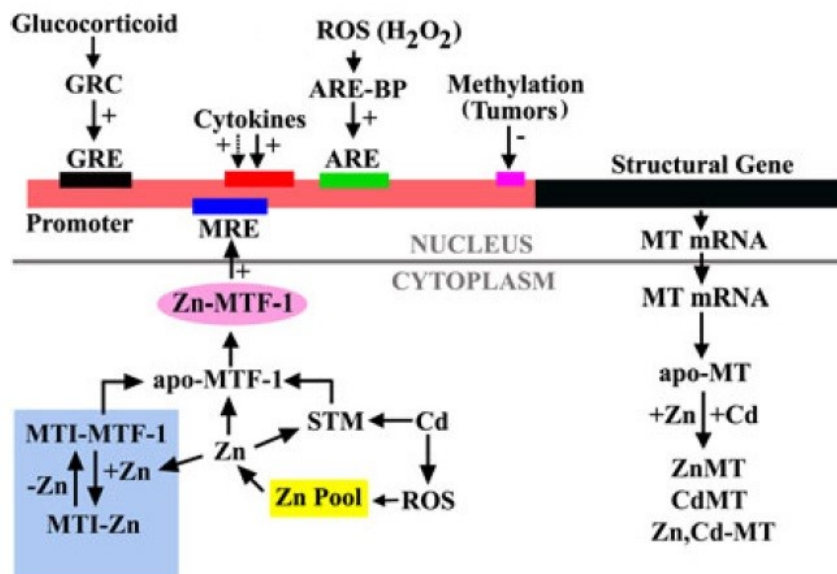 Glucocorticoid
GRC
+
GRE
Cytokines
+ +
ROS (H2O2)
ARE-BP
+
ARE
Methylation
(Tumors)
-
Structural Gene
Promoter
MRE
NUCLEUS
CYTOPLASM
+
Zn-MTF-1
apo-MTF-1
MTI-MTF-1
-Zn +Zn
MTI-Zn
Zn
STM
Cd
Zn Pool
ROS
MT mRNA
MT mRNA
apo-MT
+Zn +Cd
ZnMT
CdMT
Zn,Cd-MT